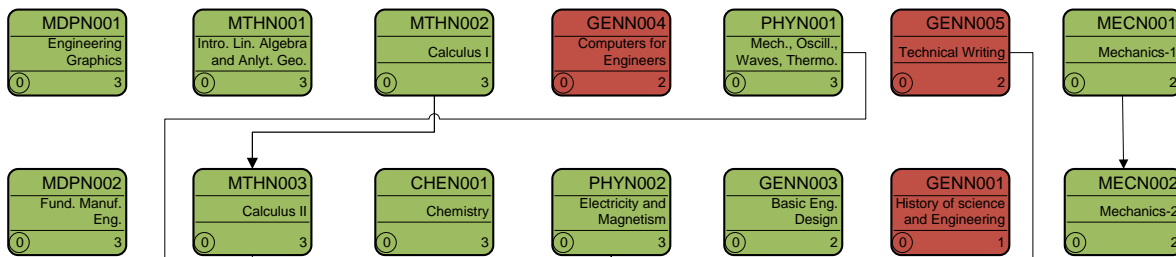 MDPN001
Engineering
Graphics
0 3
MTHN001
Intro. Lin. Algebra
and Anlyt. Geo.
0 3
MTHN002
Calculus I
0 3
GENN004
Computers for
Engineers
0 2
PHYN001
Mech., Oscill.,
Waves, Thermo.
0 3
GENN005
Technical Writing
0 2
MECN001
Mechanics-1
0 2
MDPN002
Fund. Manuf.
Eng.
0 3
MTHN003
Calculus II
0 3
CHEN001
Chemistry
0 3
PHYN002
Electricity and
Magnetism
0 3
GENN003
Basic Eng.
Design
0 2
GENN001
History of science
and Engineering
0 1
MECN002
Mechanics-2
0 2